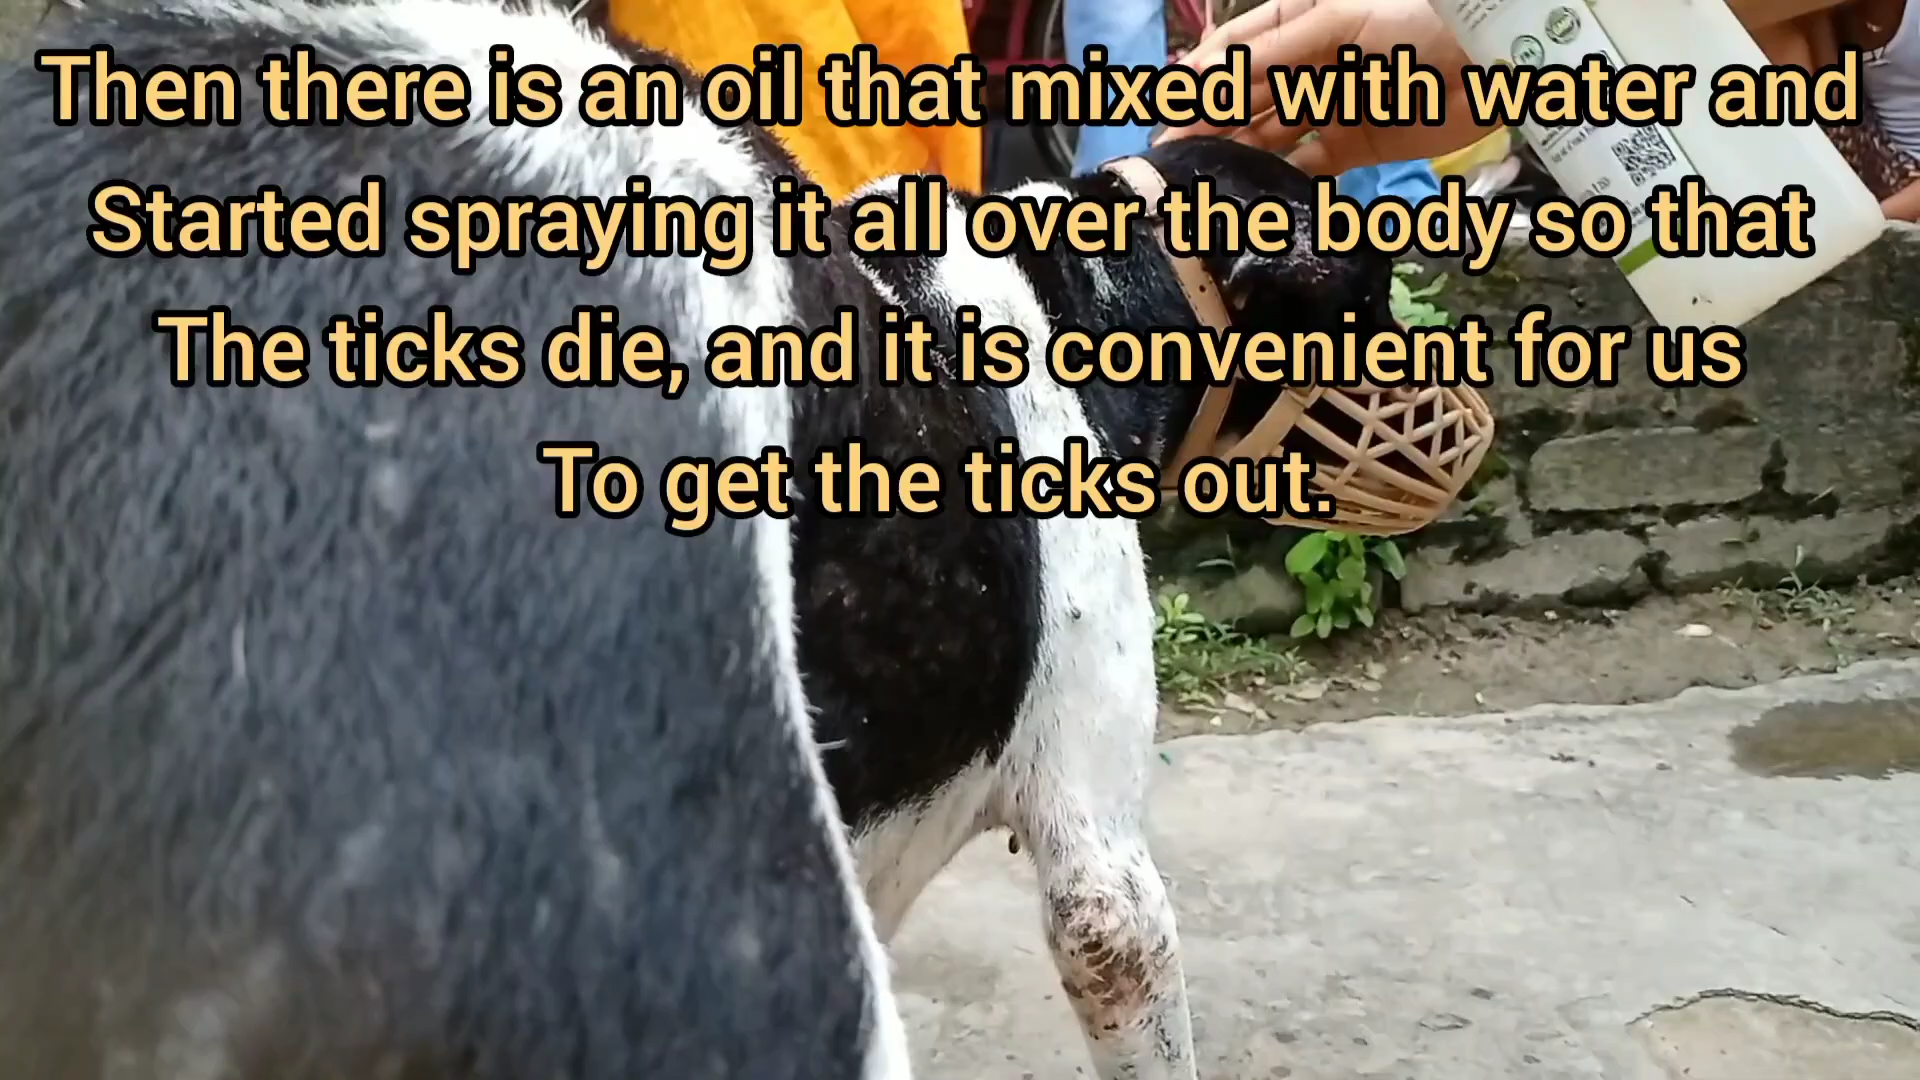 Then there is an oil that mixed with water and
Started spraying it all over the body so that
The ticks die, and it is convenient for us
To get the ticks out.